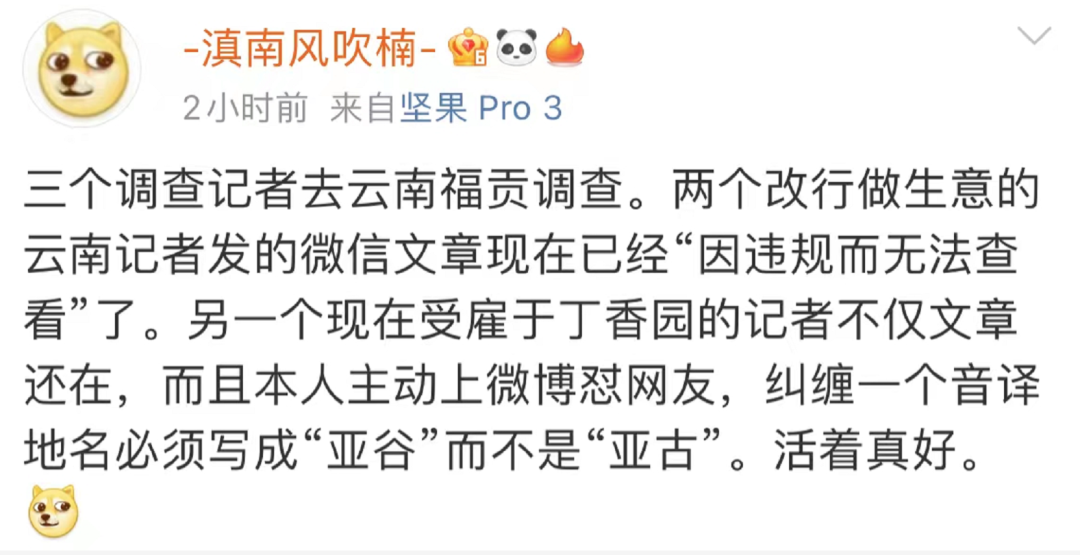 -滇南风吹楠-
2小时前 来自坚果 Pro 3
三个调查记者去云南福贡调查。两个改行做生意的
云南记者发的微信文章现在已经“因违规而无法查
看”了。另一个现在受雇于丁香园的记者不仅文章
还在，而且本人主动上微博怼网友，纠缠一个音译
地名必须写成“亚谷”而不是“亚古”。活着真好。